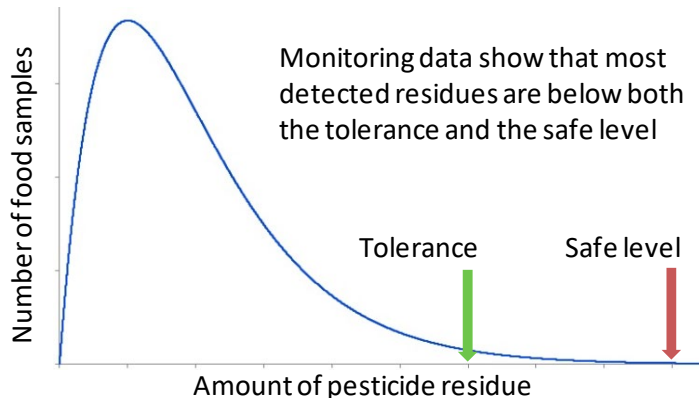 Number of food samples
Monitoring data show that most
detected residues are below both
the tolerance and the safe level
Tolerance
Safe level
Amount of pesticide residue